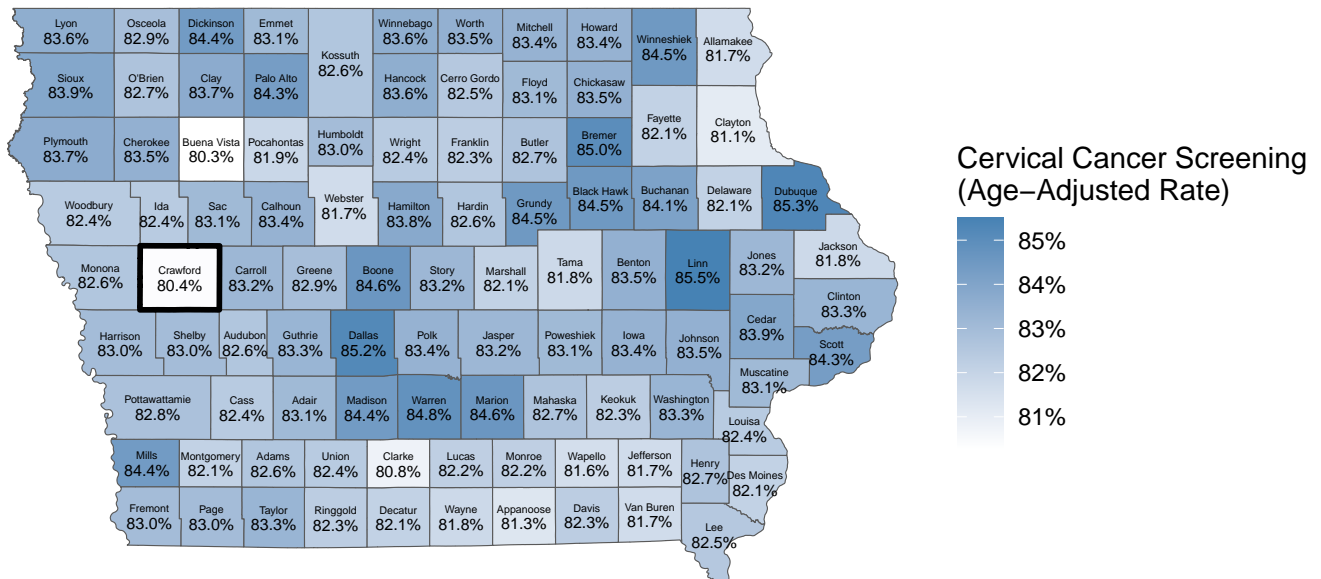 Lyon
83.6%
Osceola
82.9%
Dickinson
84.4%
Emmet
83.1%
Kossuth
82.6%
Winnebago
83.6%
Worth
83.5%
Mitchell
83.4%
Howard
83.4%
Winneshiek
84.5%
Allamakee
81.7%
Sioux
83.9%
O'Brien
82.7%
Clay
83.7%
Palo Alto
84.3%
Hancock
83.6%
Cerro Gordo
82.5%
Floyd
83.1%
Chickasaw
83.5%
Fayette
82.1%
Clayton
81.1%
Plymouth
83.7%
Cherokee
83.5%
Buena Vista
80.3%
Pocahontas
81.9%
Humboldt
83.0%
Wright
82.4%
Franklin
82.3%
Butler
82.7%
Bremer
85.0%
Woodbury
82.4%
Ida
82.4%
Sac
83.1%
Calhoun
83.4%
Webster
81.7%
Hamilton
83.8%
Hardin
82.6%
Grundy
84.5%
Black Hawk
84.5%
Buchanan
84.1%
Delaware
82.1%
Dubuque
85.3%
Monona
82.6%
Crawford
80.4%
Carroll
83.2%
Greene
82.9%
Boone
84.6%
Story
83.2%
Marshall
82.1%
Tama
81.8%
Benton
83.5%
Linn
85.5%
Jones
83.2%
Jackson
81.8%
Clinton
83.3%
Harrison
83.0%
Shelby
83.0%
Audubon
82.6%
Guthrie
83.3%
Dallas
85.2%
Polk
83.4%
Jasper
83.2%
Poweshiek
83.1%
Iowa
83.4%
Johnson
83.5%
Cedar
83.9%
Scott
84.3%
Muscatine
83.1%
Pottawattamie
82.8%
Cass
82.4%
Adair
83.1%
Madison
84.4%
Warren
84.8%
Marion
84.6%
Mahaska
82.7%
Keokuk
82.3%
Washington
83.3%
Louisa
82.4%
Mills
84.4%
Montgomery
82.1%
Adams
82.6%
Union
82.4%
Clarke
80.8%
Lucas
82.2%
Monroe
82.2%
Wapello
81.6%
Jefferson
81.7%
Henry
82.7%
Des Moines
82.1%
Fremont
83.0%
Page
83.0%
Taylor
83.3%
Ringgold
82.3%
Decatur
82.1%
Wayne
81.8%
Appanoose
81.3%
Davis
82.3%
Van Buren
81.7%
Lee
82.5%
Cervical Cancer Screening
(Age−Adjusted Rate)
85%
84%
83%
82%
81%